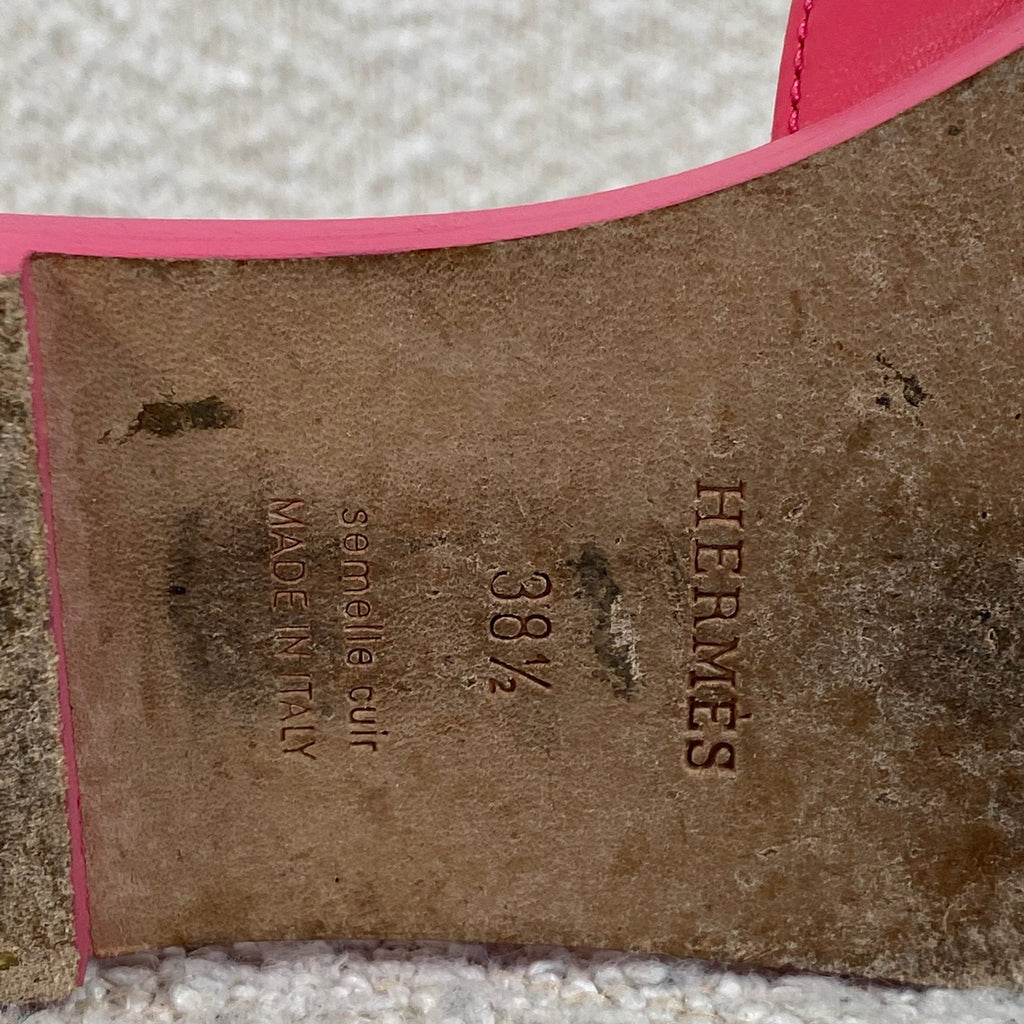 HERMÈS
38½
semelle cuir
MADE IN ITALY